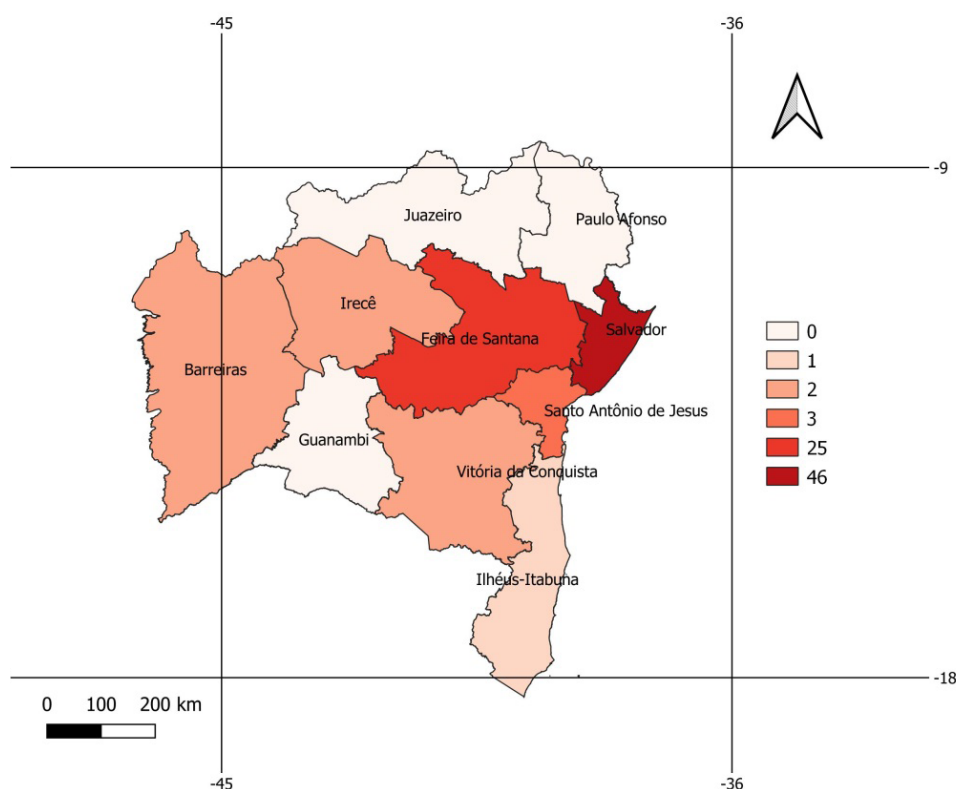 -45
-36
-9
Juazeiro
Paulo Afonso
Irecê
Salvador
Feira de Santana
Barreiras
Santo Antônio de Jesus
Guanambi
Vitória da Conquista
Ilhéus-Itabuna
0
1
2
3
25
46
-18
0 100 200 km
-45
-36